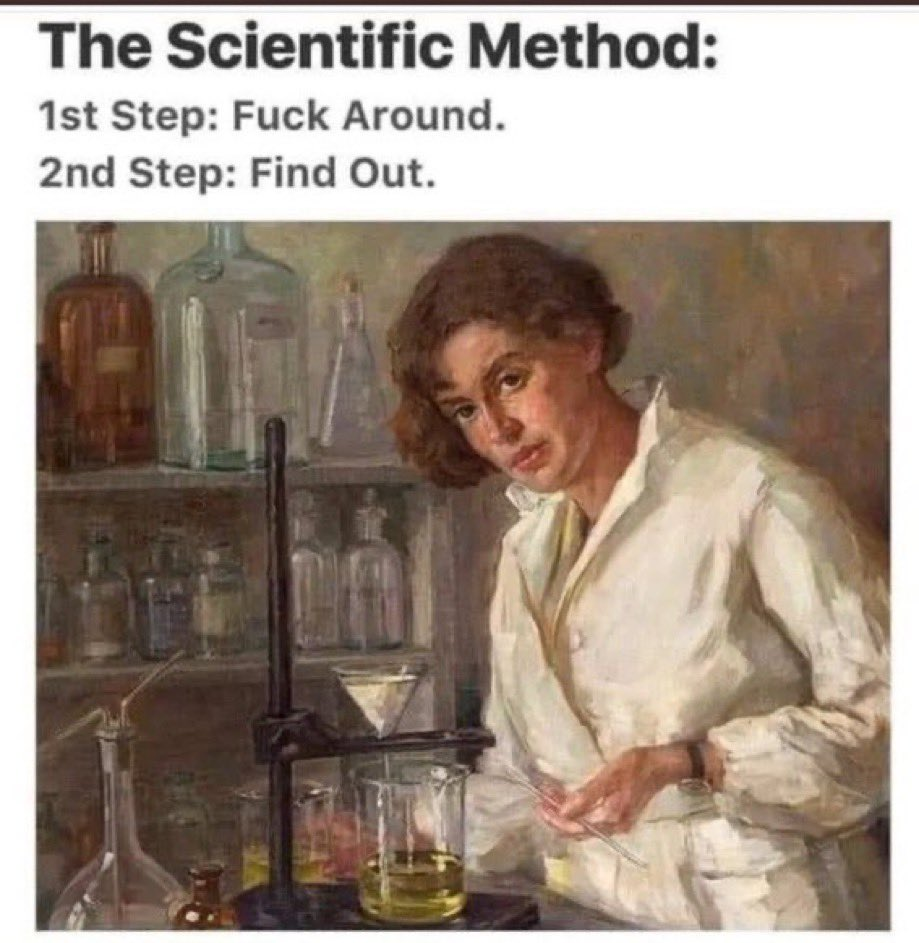 The Scientific Method:
1st Step: Fuck Around.
2nd Step: Find Out.